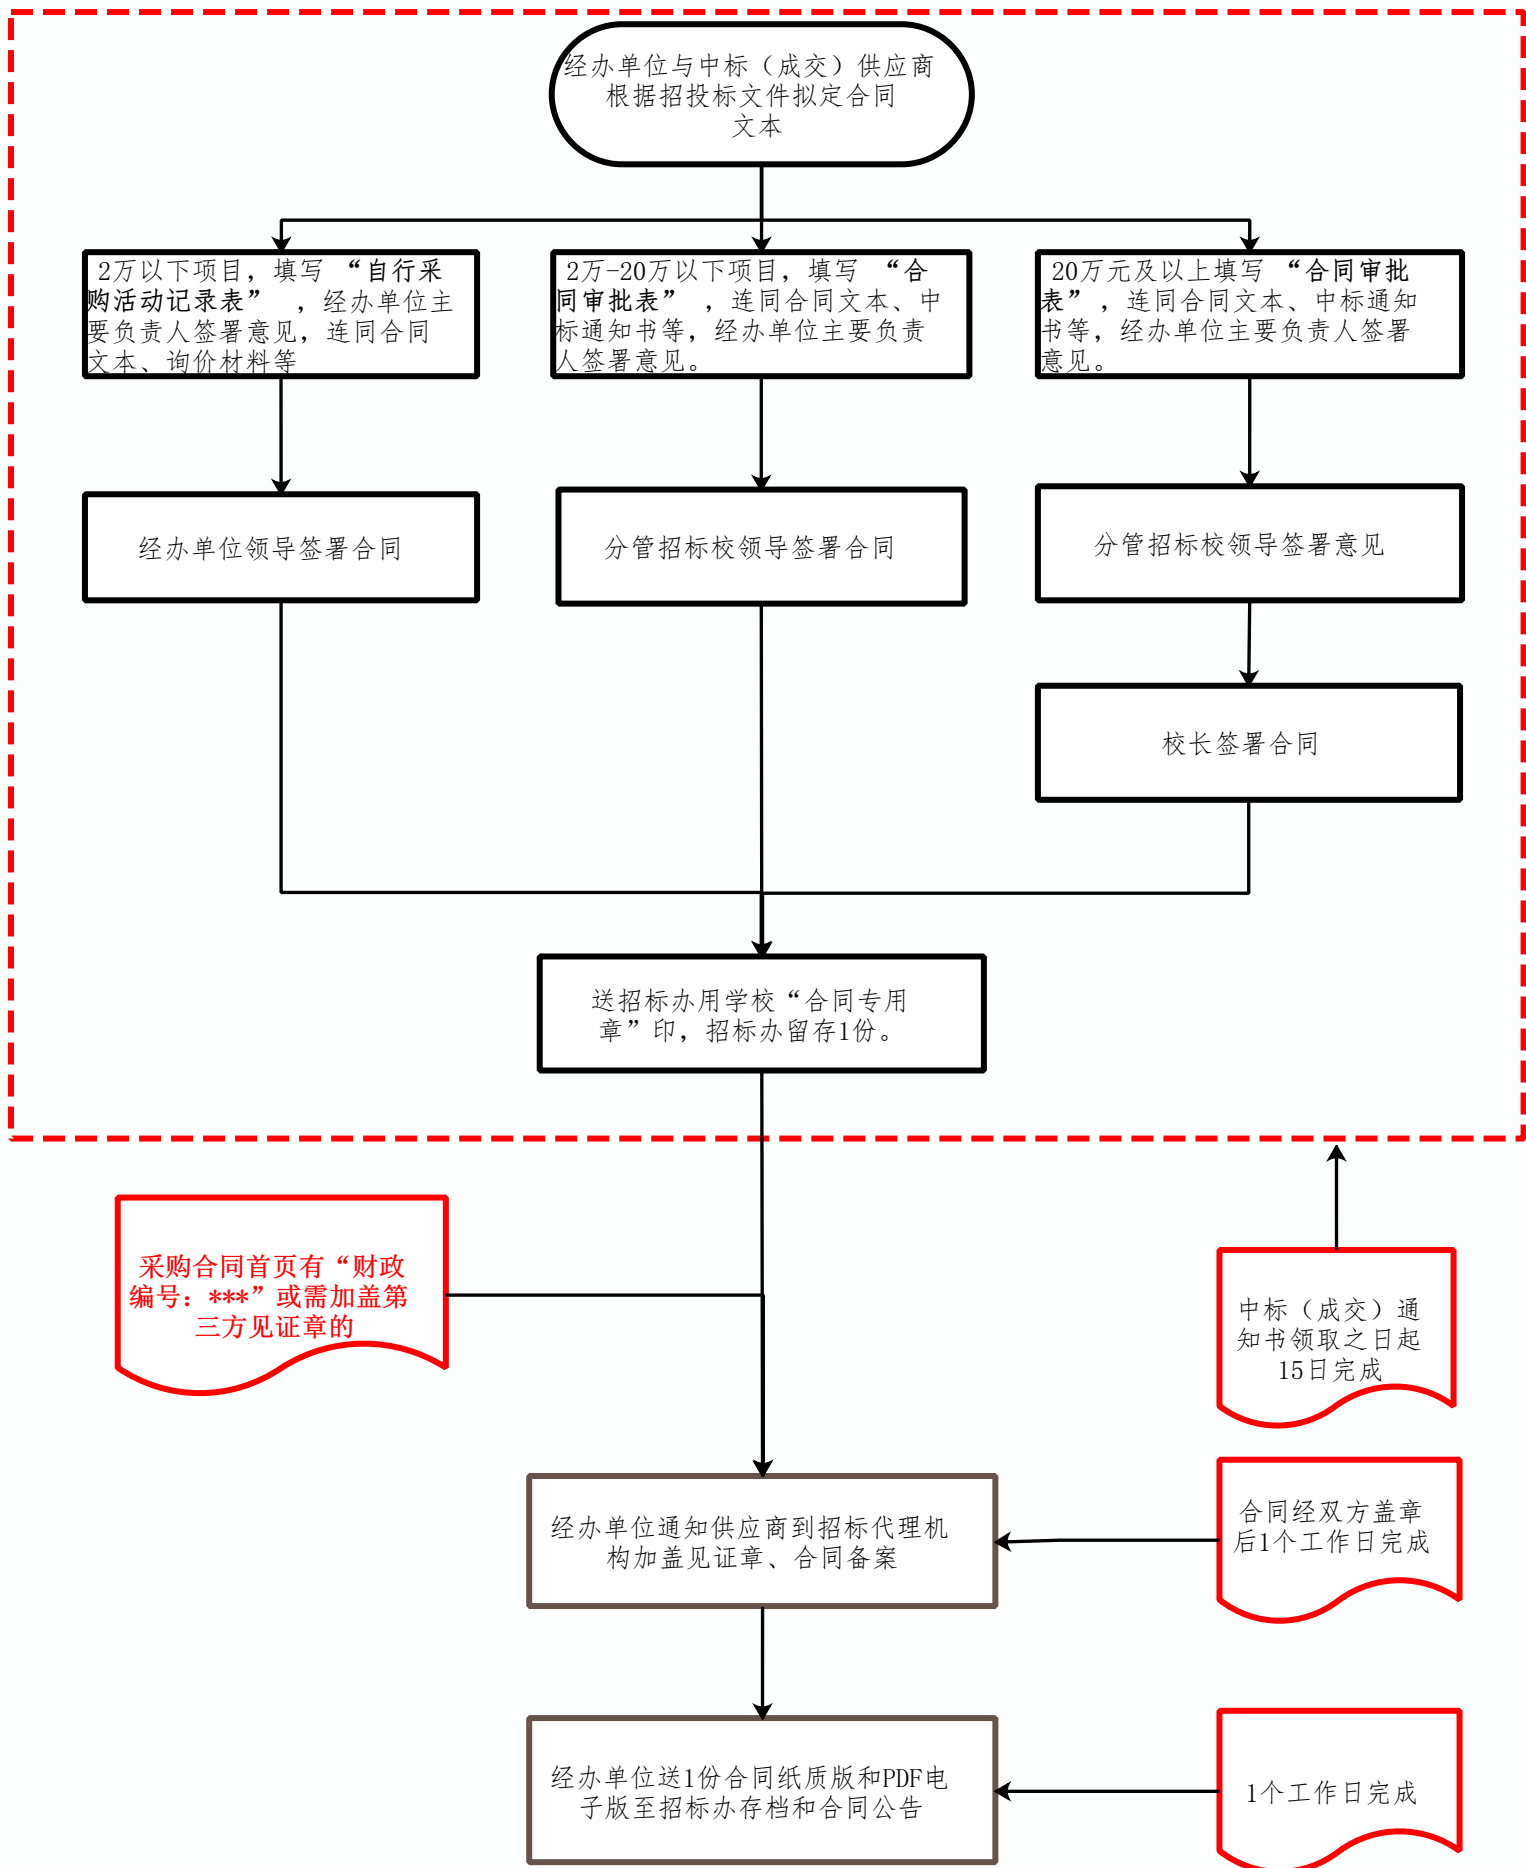 经办单位与中标（成交）供应商
根据招投标文件拟定合同
文本
2万以下项目，填写 “自行采
购活动记录表” ，经办单位主
要负责人签署意见，连同合同
文本、询价材料等
2万-20万以下项目，填写 “合
同审批表” ，连同合同文本、中
标通知书等，经办单位主要负责
人签署意见。
20万元及以上填写 “合同审批
表” ，连同合同文本、中标通知
书等，经办单位主要负责人签署
意见。
经办单位领导签署合同
分管招标校领导签署合同
分管招标校领导签署意见
校长签署合同
送招标办用学校“合同专用
章”印，招标办留存1份。
采购合同首页有“财政
编号：***”或需加盖第
三方见证章的
中标（成交）通
知书领取之日起
15日完成
经办单位通知供应商到招标代理机
构加盖见证章、合同备案
合同经双方盖章
后1个工作日完成
经办单位送1份合同纸质版和PDF电
子版至招标办存档和合同公告
1个工作日完成